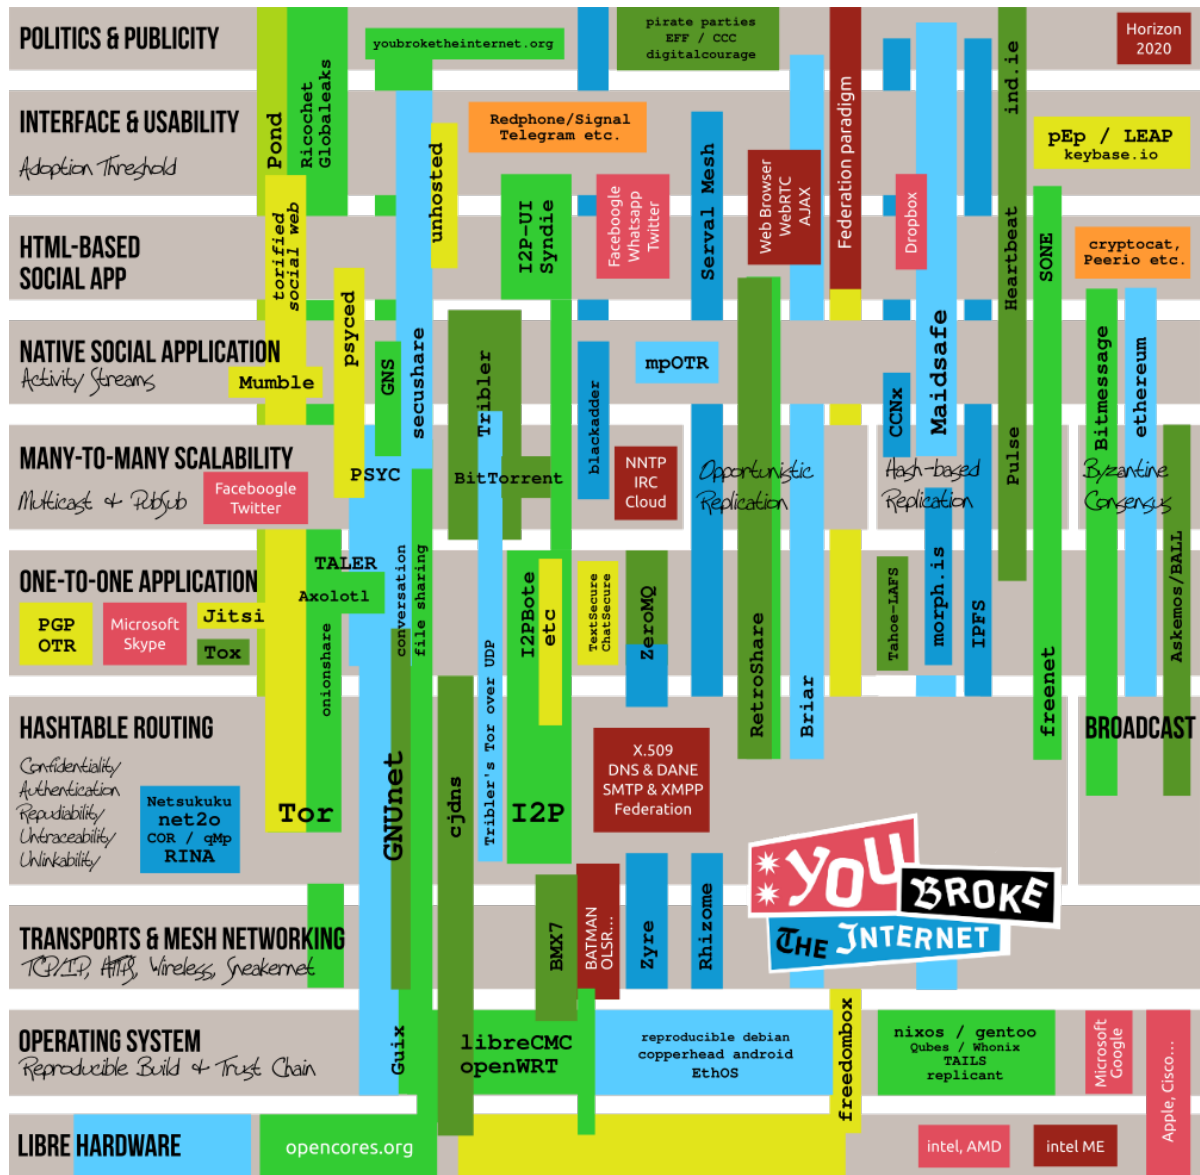 POLITICS & PUBLICITY
youbroketheinternet.org
pirate parties
EFF / CCC
digitalcourage
Horizon
2020
INTERFACE & USABILITY
Adoption Threshold
Pond
Ricochet
Globaleaks
unhosted
Redphone/Signal
Telegram etc.
Serval Mesh
Web Browser
WebRTC
AJAX
Federation paradigm
ind.ie
pEp / LEAP
keybase.io
HTML-BASED
SOCIAL APP
torified
social web
I2P-UI
Syndie
Faceboogle
Whatsapp
Twitter
Dropbox
Heartbeat
SONE
cryptocat,
Peerio etc.
NATIVE SOCIAL APPLICATION
Activity Streams
Mumble
psyced
GNS
secushare
Tribler
blackadder
mpOTR
CCNx
Maidsafe
Bitmessage
ethereum
MANY-TO-MANY SCALABILITY
Multicast & PubSub
Faceboogle
Twitter
PSYC
BitTorrent
NNTP
IRC
Cloud
Opportunistic
Replication
Hash-based
Replication
Pulse
Byzantine
Consensus
ONE-TO-ONE APPLICATION
PGP
OTR
Microsoft
Skype
Jitsi
Tox
TALER
Axolotl
onionshare
conversation
file sharing
Tribler's Tor over UDP
I2PBote
etc
TextSecure
ChatSecure
ZeroMQ
RetroShare
Briar
Tahoe-LAFS
morph.is
IPFS
freenet
Askemos/BALL
HASHTABLE ROUTING
Confidentiality
Authentication
Repudiability
Untraceability
Unlinkability
Netsukuku
net2o
COR / qMp
RINA
Tor
GNUnet
cjdns
I2P
X.509
DNS & DANE
SMTP & XMPP
Federation
BROADCAST
YOU
BROKE
THE INTERNET
TRANSPORTS & MESH NETWORKING
TCP/IP, HTTPS, Wireless, Sneakernet
BMX7
BATMAN
OLSR...
Zyre
Rhizome
OPERATING SYSTEM
Reproducible Build & Trust Chain
Guix
libreCMC
openWRT
reproducible debian
copperhead android
EthOS
freedombox
nixos / gentoo
Qubes / Whonix
TAILS
replicant
Microsoft
Google
Apple, Cisco...
LIBRE HARDWARE
opencores.org
intel, AMD
intel ME